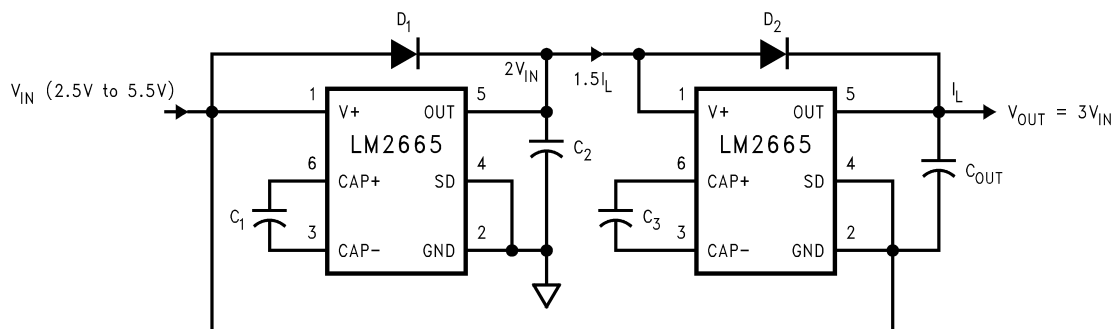 D1
D2
VIN (2.5V to 5.5V)
2VIN
1.5IL
IL
VOUT = 3VIN
1
V+
OUT
5
LM2665
6
CAP+
SD
4
C1
3
CAP-
GND
2
C2
1
V+
OUT
5
LM2665
6
CAP+
SD
4
C3
3
CAP-
GND
2
COUT